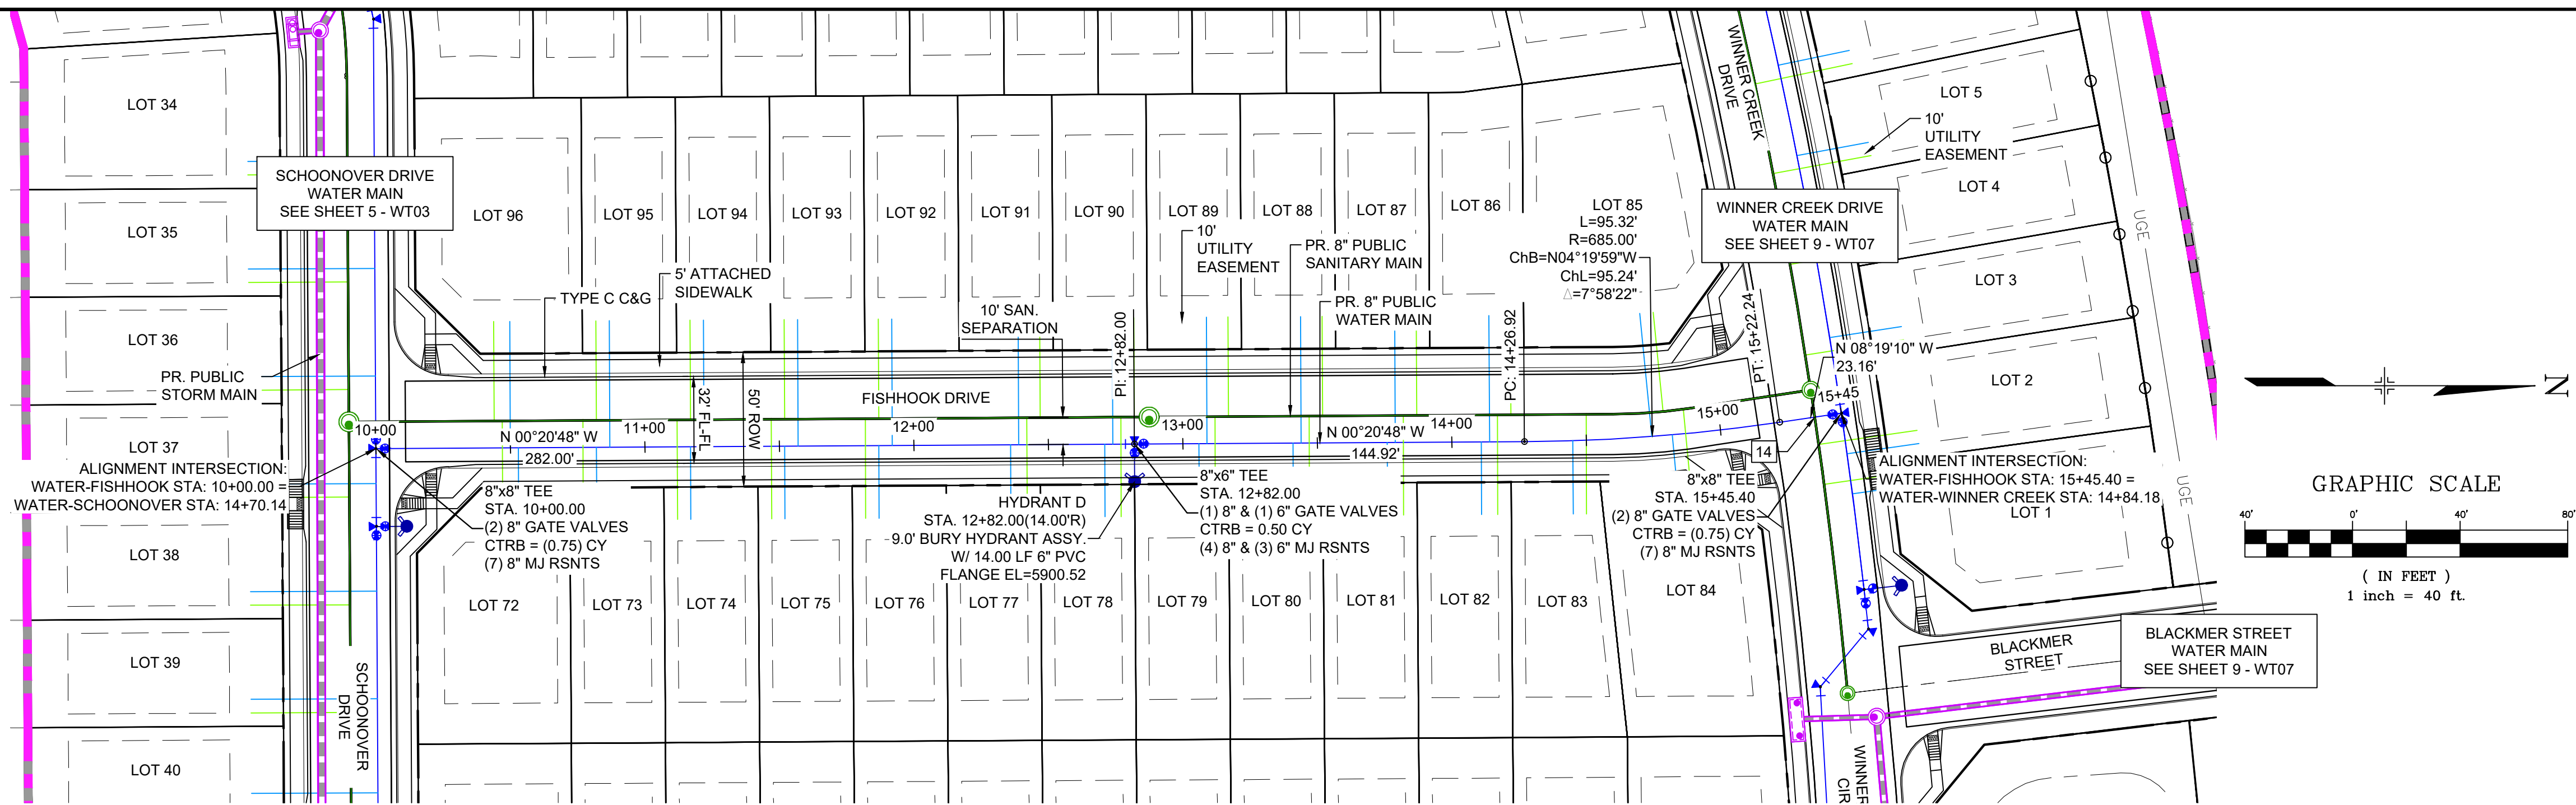 LOT 34
LOT 35
LOT 36
LOT 37
LOT 38
LOT 39
LOT 40
SCHOONOVER DRIVE
WATER MAIN
SEE SHEET 5 - WT03
PR. PUBLIC
STORM MAIN
ALIGNMENT INTERSECTION:
WATER-FISHHOOK STA: 10+00.00 =
WATER-SCHOONOVER STA: 14+70.14
SCHOONOVER
DRIVE
LOT 96
LOT 95
LOT 94
LOT 93
LOT 92
LOT 91
LOT 90
LOT 89
LOT 88
LOT 87
LOT 86
LOT 85
L=95.32'
R=685.00'
ChB=N04°19'59"W
ChL=95.24'
△=7°58'22"
TYPE C C&G
5' ATTACHED
SIDEWALK
10' SAN.
SEPARATION
10'
UTILITY
EASEMENT
PR. 8" PUBLIC
SANITARY MAIN
PR. 8" PUBLIC
WATER MAIN
PI: 12+82.00
PC: 14+26.92
PT: 15+22.24
32' FL-FL
50' ROW
FISHHOOK DRIVE
10+00
11+00
12+00
13+00
14+00
15+00
15+45
N 00°20'48" W
282.00'
N 00°20'48" W
144.92'
N 08°19'10" W
23.16'
14
8"x8" TEE
STA. 10+00.00
(2) 8" GATE VALVES
CTRB = (0.75) CY
(7) 8" MJ RSNTS
HYDRANT D
STA. 12+82.00(14.00'R)
9.0' BURY HYDRANT ASSY.
W/ 14.00 LF 6" PVC
FLANGE EL=5900.52
8"x6" TEE
STA. 12+82.00
(1) 8" & (1) 6" GATE VALVES
CTRB = 0.50 CY
(4) 8" & (3) 6" MJ RSNTS
8"x8" TEE
STA. 15+45.40
(2) 8" GATE VALVES
CTRB = (0.75) CY
(7) 8" MJ RSNTS
ALIGNMENT INTERSECTION:
WATER-FISHHOOK STA: 15+45.40 =
WATER-WINNER CREEK STA: 14+84.18
LOT 72
LOT 73
LOT 74
LOT 75
LOT 76
LOT 77
LOT 78
LOT 79
LOT 80
LOT 81
LOT 82
LOT 83
LOT 84
WINNER CREEK
DRIVE
WINNER CREEK DRIVE
WATER MAIN
SEE SHEET 9 - WT07
10'
UTILITY
EASEMENT
LOT 5
LOT 4
LOT 3
LOT 2
LOT 1
UGE
UGE
BLACKMER
STREET
BLACKMER STREET
WATER MAIN
SEE SHEET 9 - WT07
WINNER
CIR
N
GRAPHIC SCALE
40' 0' 40' 80'
( IN FEET )
1 inch = 40 ft.